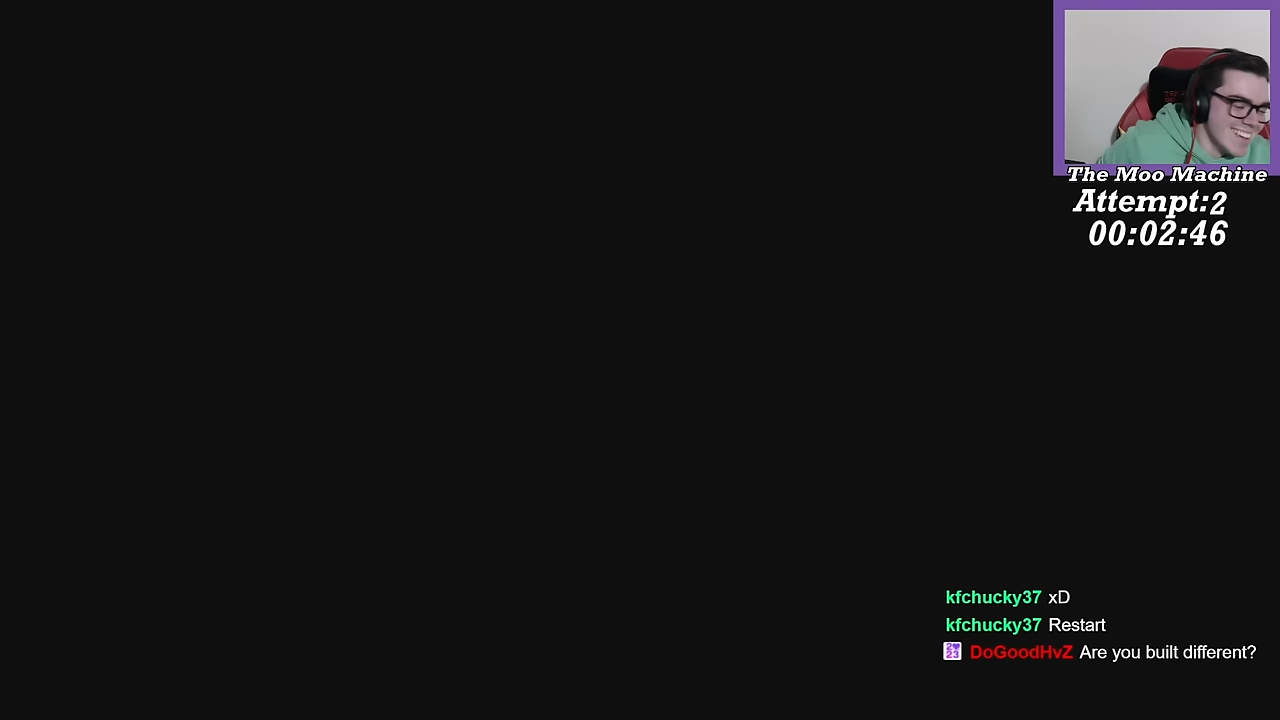 The Moo Machine
Attempt:2
00:02:46
kfchucky37 xD
kfchucky37 Restart
DoGoodHvZ Are you built different?